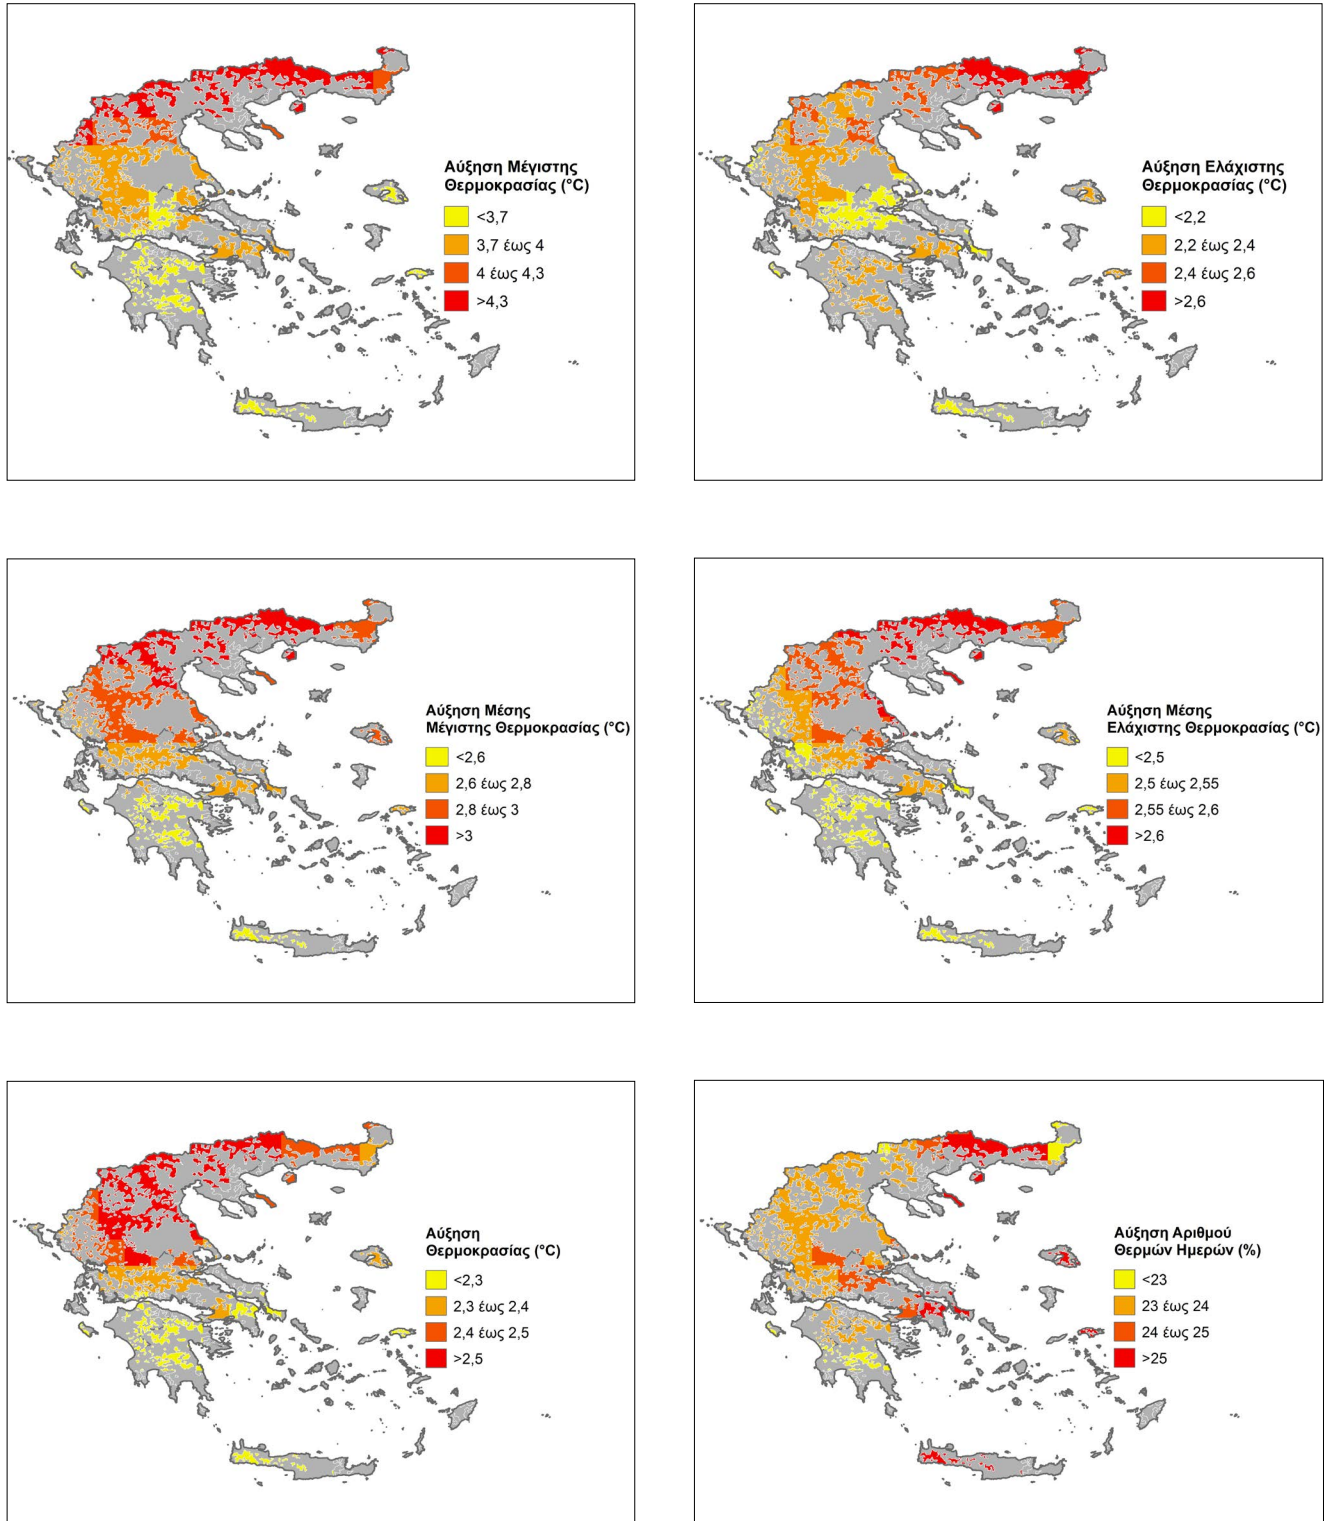 Αύξηση Μέγιστης
Θερμοκρασίας (°C)
<3,7
3,7 έως 4
4 έως 4,3
>4,3
Αύξηση Ελάχιστης
Θερμοκρασίας (°C)
<2,2
2,2 έως 2,4
2,4 έως 2,6
>2,6
Αύξηση Μέσης
Μέγιστης Θερμοκρασίας (°C)
<2,6
2,6 έως 2,8
2,8 έως 3
>3
Αύξηση Μέσης
Ελάχιστης Θερμοκρασίας (°C)
<2,5
2,5 έως 2,55
2,55 έως 2,6
>2,6
Αύξηση
Θερμοκρασίας (°C)
<2,3
2,3 έως 2,4
2,4 έως 2,5
>2,5
Αύξηση Αριθμού
Θερμών Ημερών (%)
<23
23 έως 24
24 έως 25
>25